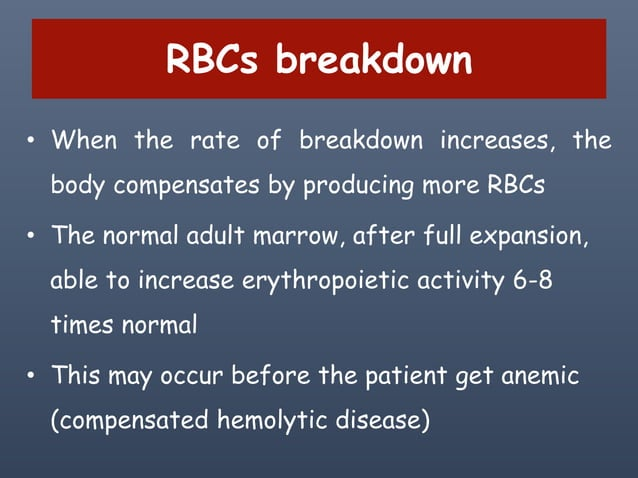 RBCs breakdown
• When the rate of breakdown increases, the
body compensates by producing more RBCs
• The normal adult marrow, after full expansion,
able to increase erythropoietic activity 6-8
times normal
• This may occur before the patient get anemic
(compensated hemolytic disease)